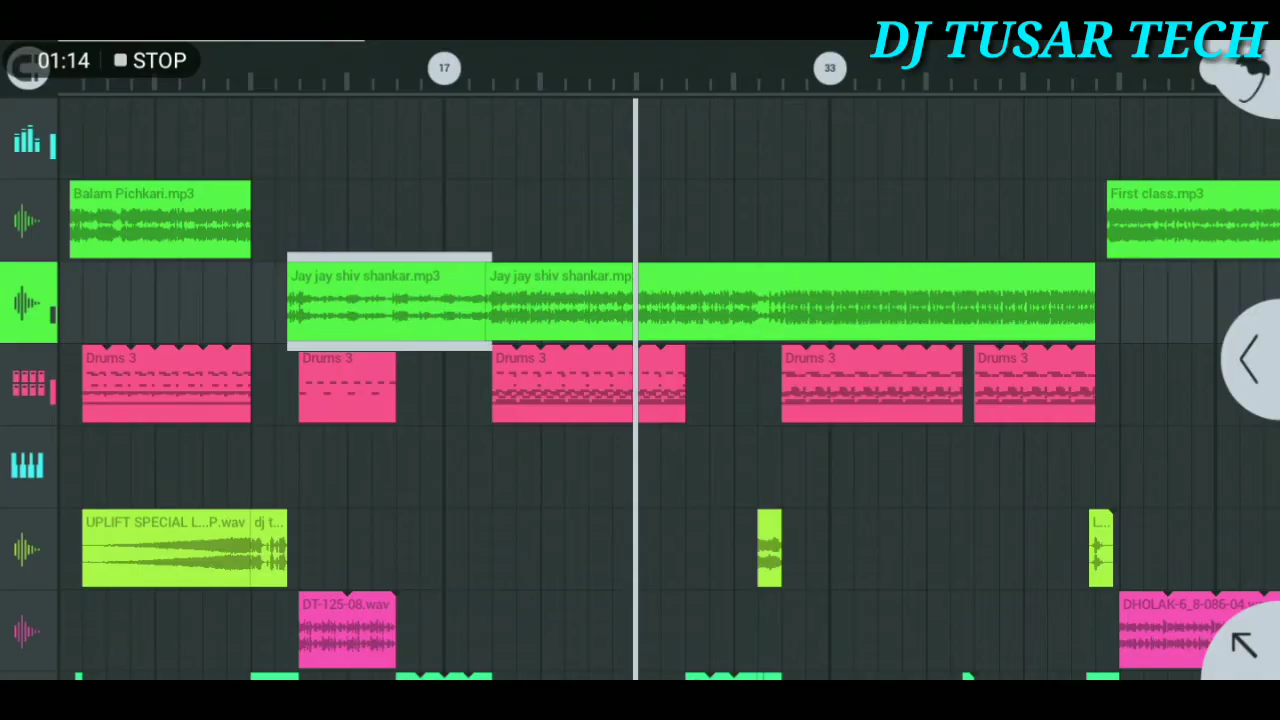 DJ TUSAR TECH
01:14 STOP
17 33
Balam Pichkari.mp3 First class.mp3
Jay jay shiv shankar.mp3 Jay jay shiv shankar.mp
Drums 3 Drums 3 Drums 3 Drums 3 Drums 3
UPLIFT SPECIAL L...P.wav dj t... L...
DT-125-08.wav DHOLAK-6_8-085-04.w